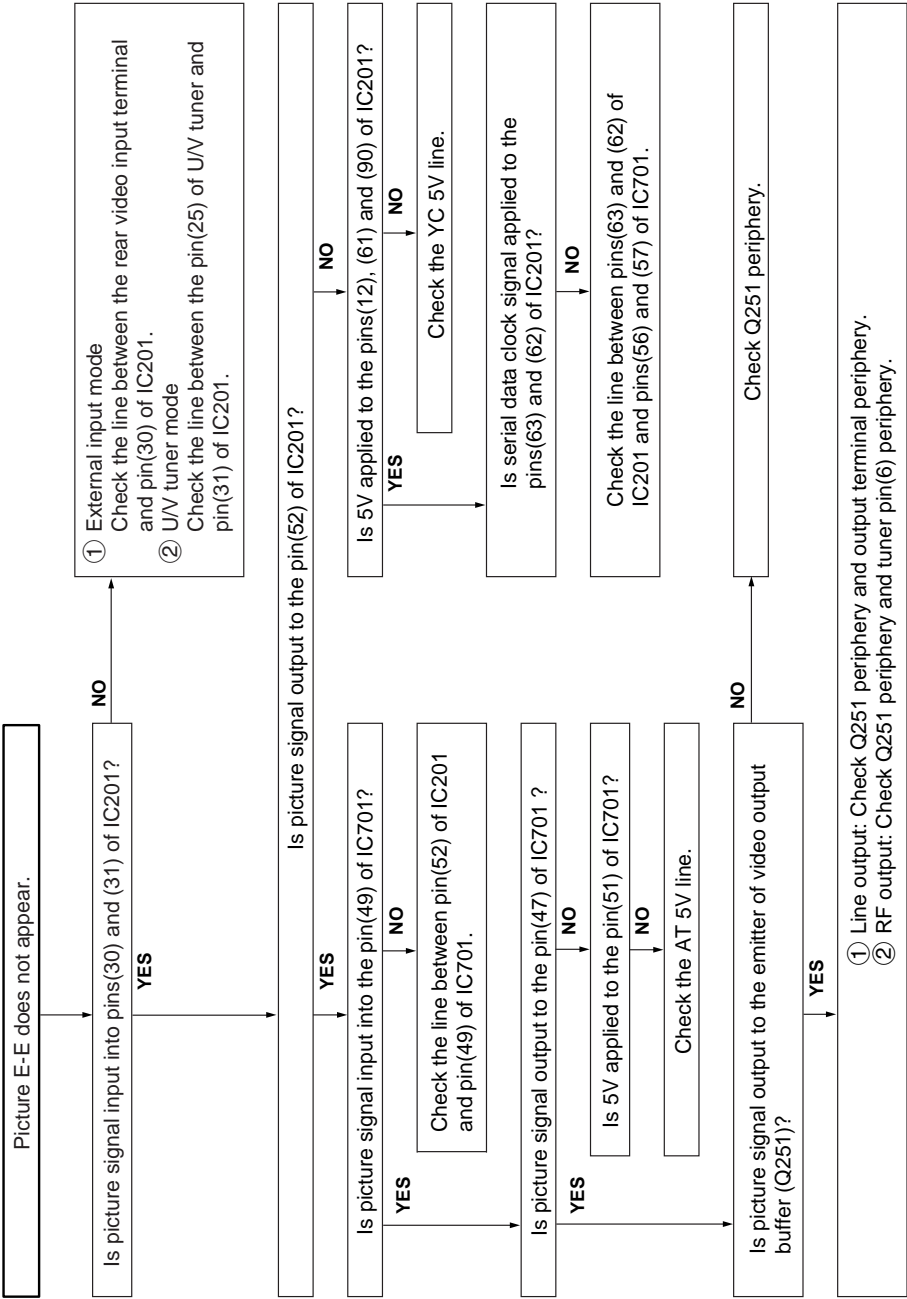 Picture E-E does not appear.
Is picture signal input into pins(30) and (31) of IC201?
NO
① External input mode
Check the line between the rear video input terminal
and pin(30) of IC201.
② U/V tuner mode
Check the line between the pin(25) of U/V tuner and
pin(31) of IC201.
YES
Is picture signal output to the pin(52) of IC201?
YES
NO
Is picture signal input into the pin(49) of IC701?
YES
NO
Check the line between pin(52) of IC201
and pin(49) of IC701.
Is 5V applied to the pins(12), (61) and (90) of IC201?
YES
NO
Check the YC 5V line.
Is serial data clock signal applied to the
pins(63) and (62) of IC201?
NO
Check the line between pins(63) and (62) of
IC201 and pins(56) and (57) of IC701.
Is picture signal output to the pin(47) of IC701 ?
YES
NO
Is 5V applied to the pin(51) of IC701?
NO
Check the AT 5V line.
Is picture signal output to the emitter of video output
buffer (Q251)?
NO
Check Q251 periphery.
YES
① Line output: Check Q251 periphery and output terminal periphery.
② RF output: Check Q251 periphery and tuner pin(6) periphery.